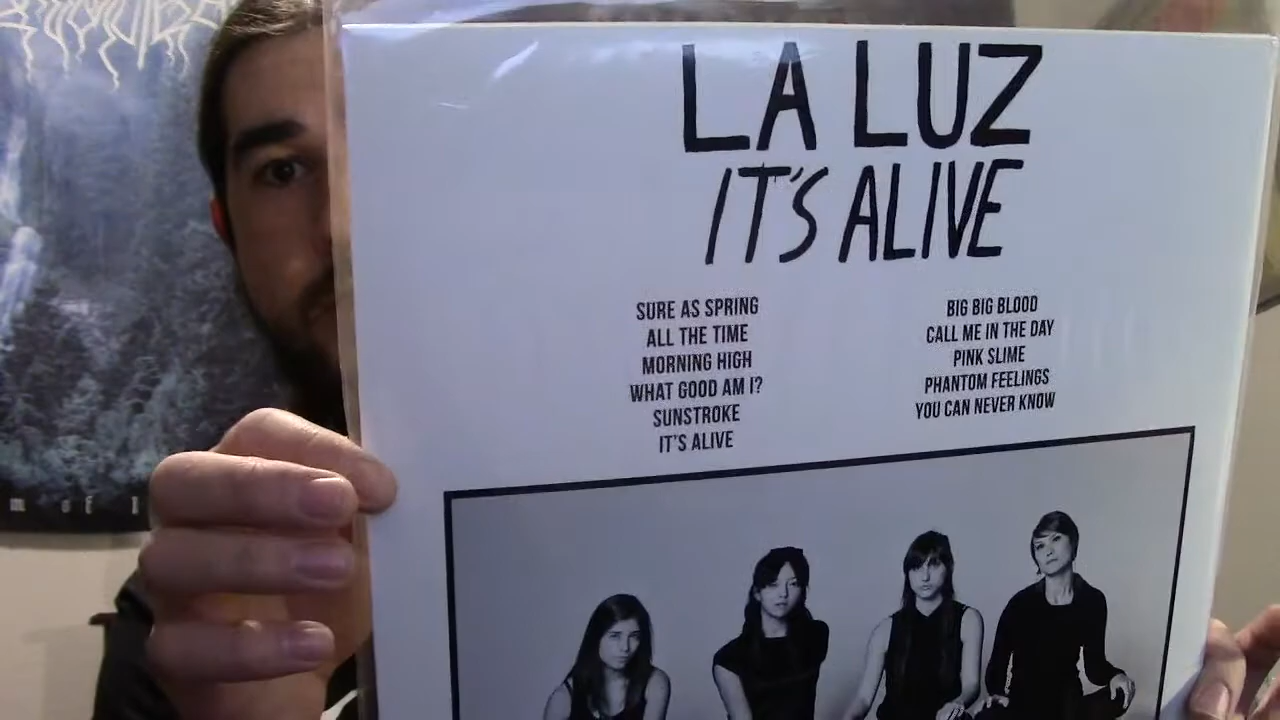 LA LUZ
IT'S ALIVE
SURE AS SPRING
ALL THE TIME
MORNING HIGH
WHAT GOOD AM I?
SUNSTROKE
IT'S ALIVE
BIG BIG BLOOD
CALL ME IN THE DAY
PINK SLIME
PHANTOM FEELINGS
YOU CAN NEVER KNOW